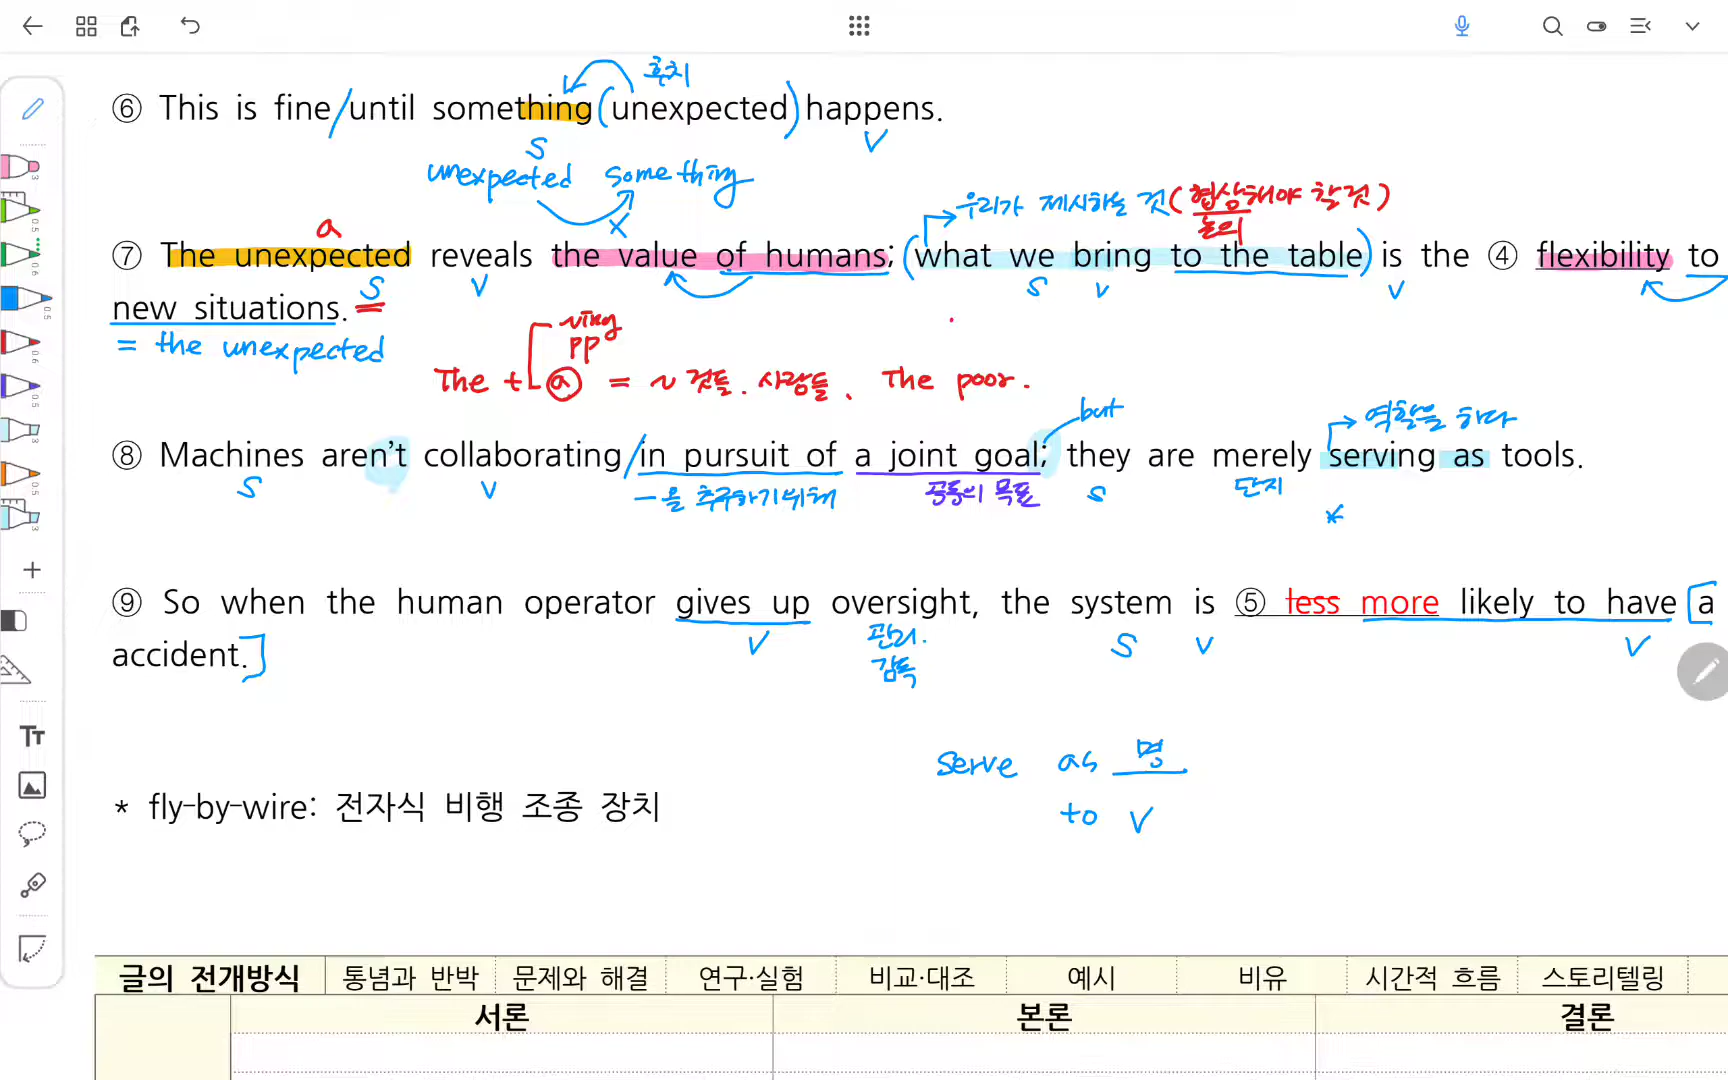 후치
⑥ This is fine/until something(unexpected)happens.
S V
unexpected something
X
우리가 제시하는 것(협상해야 할것)
논의
a
⑦ The unexpected reveals the value of humans; (what we bring to the table) is the ④ flexibility to
S V S V V
new situations.
= the unexpected
~ing
pp
The + ⓐ = ~ 것들. 사람들、 The poor.
but
역할을 하다
⑧ Machines aren't collaborating/in pursuit of a joint goal; they are merely serving as tools.
S V ~을 추구하기위해 공동의 목표 S 단지
*
⑨ So when the human operator gives up oversight, the system is ⑤ less more likely to have [a
V 관리. S V V
accident.]
감독
serve as 명
to V
* fly-by-wire: 전자식 비행 조종 장치
글의 전개방식 통념과 반박 문제와 해결 연구·실험 비교·대조 예시 비유 시간적 흐름 스토리텔링
서론 본론 결론